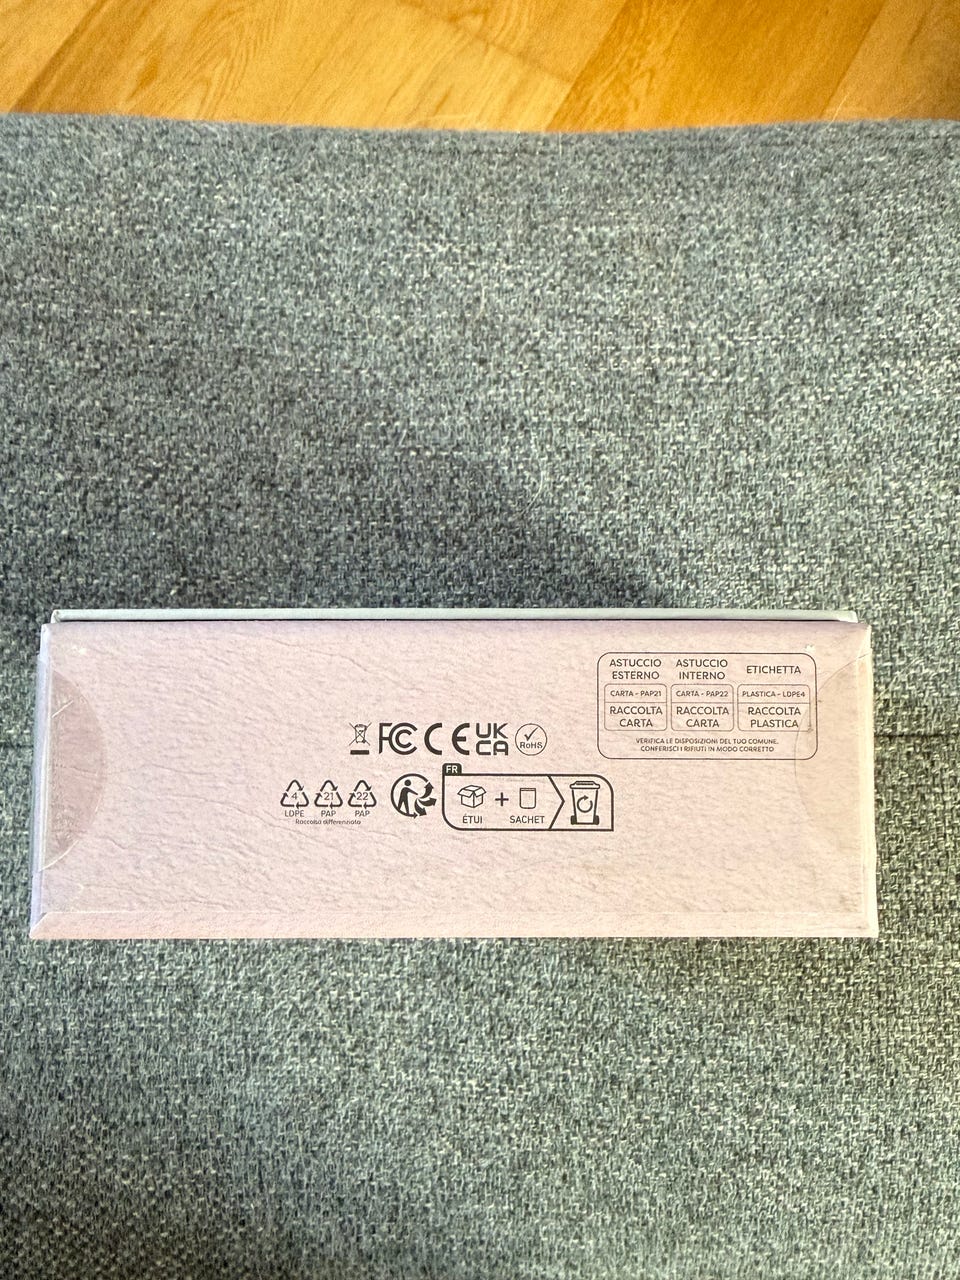 FC CE UK CA RoHS
4 21 22
LDPE PAP PAP
Raccolta differenziata
FR
ÉTUI + SACHET
ASTUCCIO ESTERNO ASTUCCIO INTERNO ETICHETTA
CARTA - PAP21 CARTA - PAP22 PLASTICA - LDPE4
RACCOLTA CARTA RACCOLTA CARTA RACCOLTA PLASTICA
VERIFICA LE DISPOSIZIONI DEL TUO COMUNE.
CONFERISCI I RIFIUTI IN MODO CORRETTO